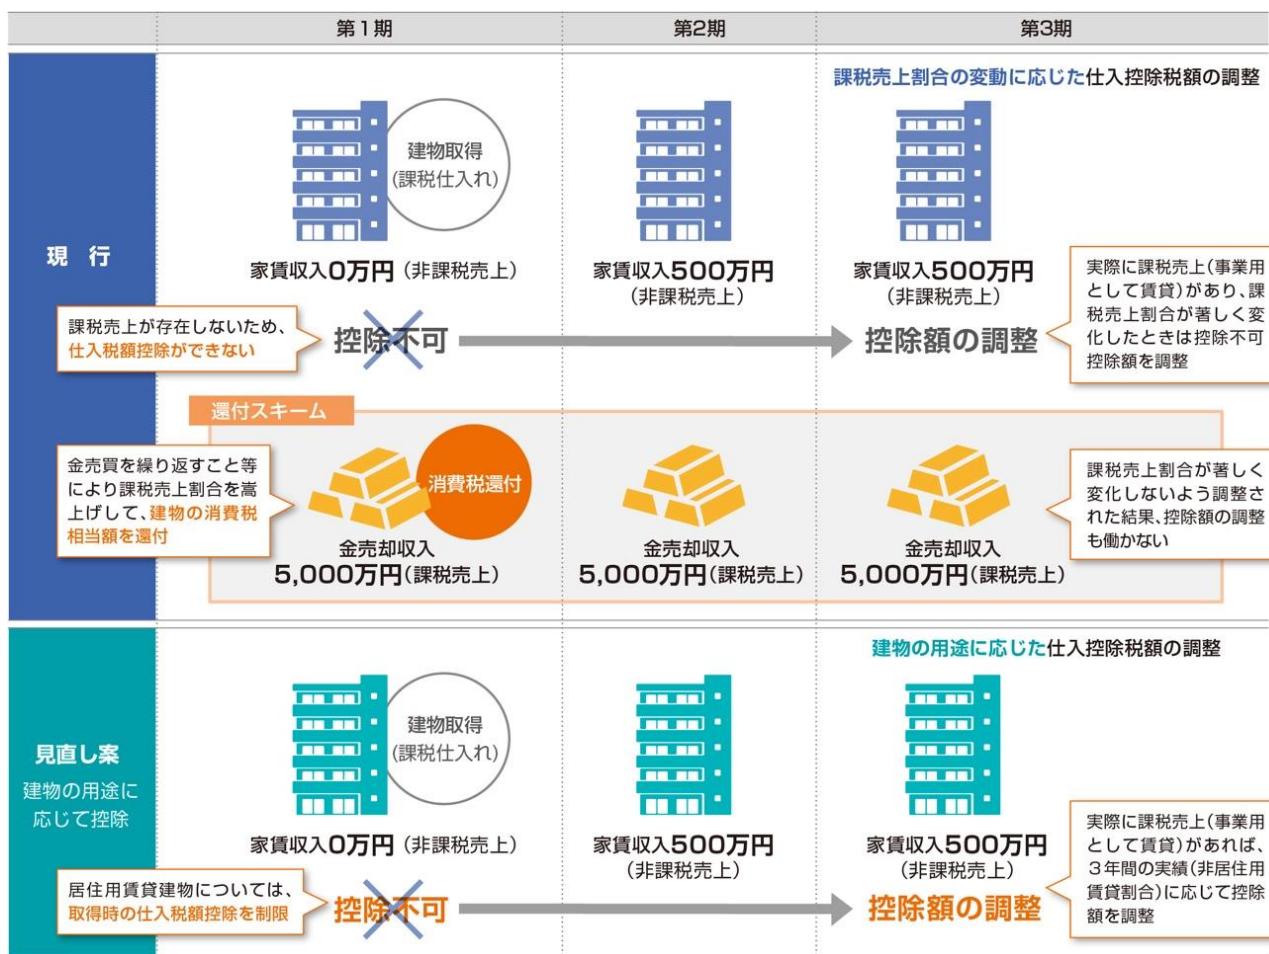 第1期
第2期
第3期
現 行
課税売上割合の変動に応じた仕入控除税額の調整
建物取得
(課税仕入れ)
家賃収入0万円(非課税売上)
家賃収入500万円
(非課税売上)
家賃収入500万円
(非課税売上)
課税売上が存在しないため、
仕入税額控除ができない
控除不可
控除額の調整
実際に課税売上(事業用
として賃貸)があり、課
税売上割合が著しく変
化したときは控除不可
控除額を調整
還付スキーム
金売買を繰り返すこと等
により課税売上割合を嵩
上げして、建物の消費税
相当額を還付
消費税還付
金売却収入
5,000万円(課税売上)
金売却収入
5,000万円(課税売上)
金売却収入
5,000万円(課税売上)
課税売上割合が著しく
変化しないよう調整さ
れた結果、控除額の調整
も働かない
見直し案
建物の用途に
応じて控除
建物の用途に応じた仕入控除税額の調整
建物取得
(課税仕入れ)
家賃収入0万円(非課税売上)
家賃収入500万円
(非課税売上)
家賃収入500万円
(非課税売上)
居住用賃貸建物については、
取得時の仕入税額控除を制限
控除不可
控除額の調整
実際に課税売上(事業用
として賃貸)があれば、
3年間の実績(非居住用
賃貸割合)に応じて控除
額を調整